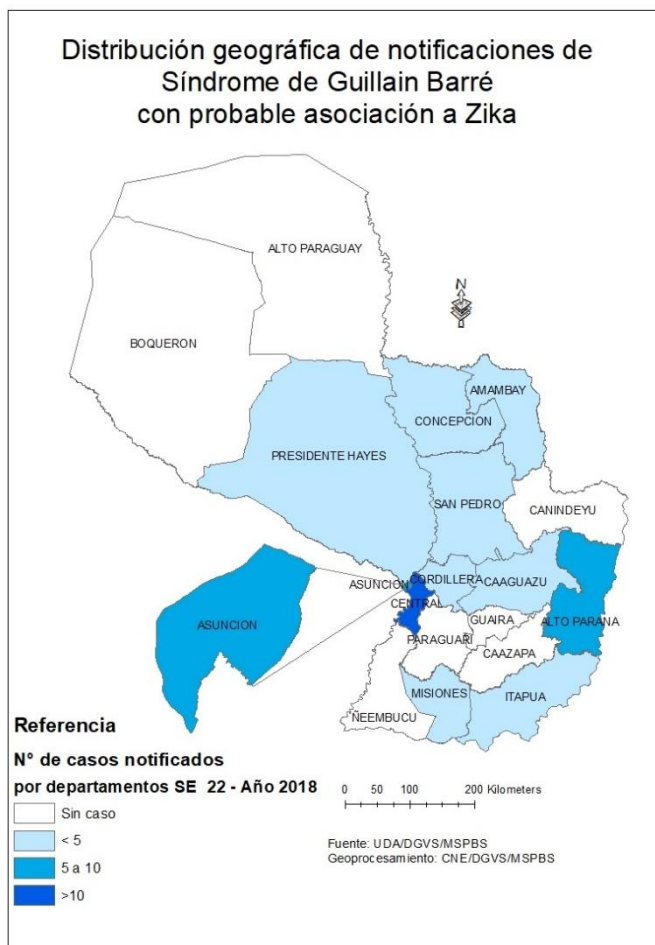 Distribución geográfica de notificaciones de
Síndrome de Guillain Barré
con probable asociación a Zika
ALTO PARAGUAY
N
BOQUERON
AMAMBAY
CONCEPCION
PRESIDENTE HAYES
SAN PEDRO
CANINDEYU
ASUNCION
CORDILLERA
CAAGUAZU
CENTRAL
ASUNCION
GUAIRA
ALTO PARANA
PARAGUARI
CAAZAPA
MISIONES
ITAPUA
ÑEEMBUCU
Referencia
N° de casos notificados
por departamentos SE 22 - Año 2018
Sin caso
< 5
5 a 10
>10
0 50 100 200 Kilometers
Fuente: UDA/DGVS/MSPBS
Geoprocesamiento: CNE/DGVS/MSPBS